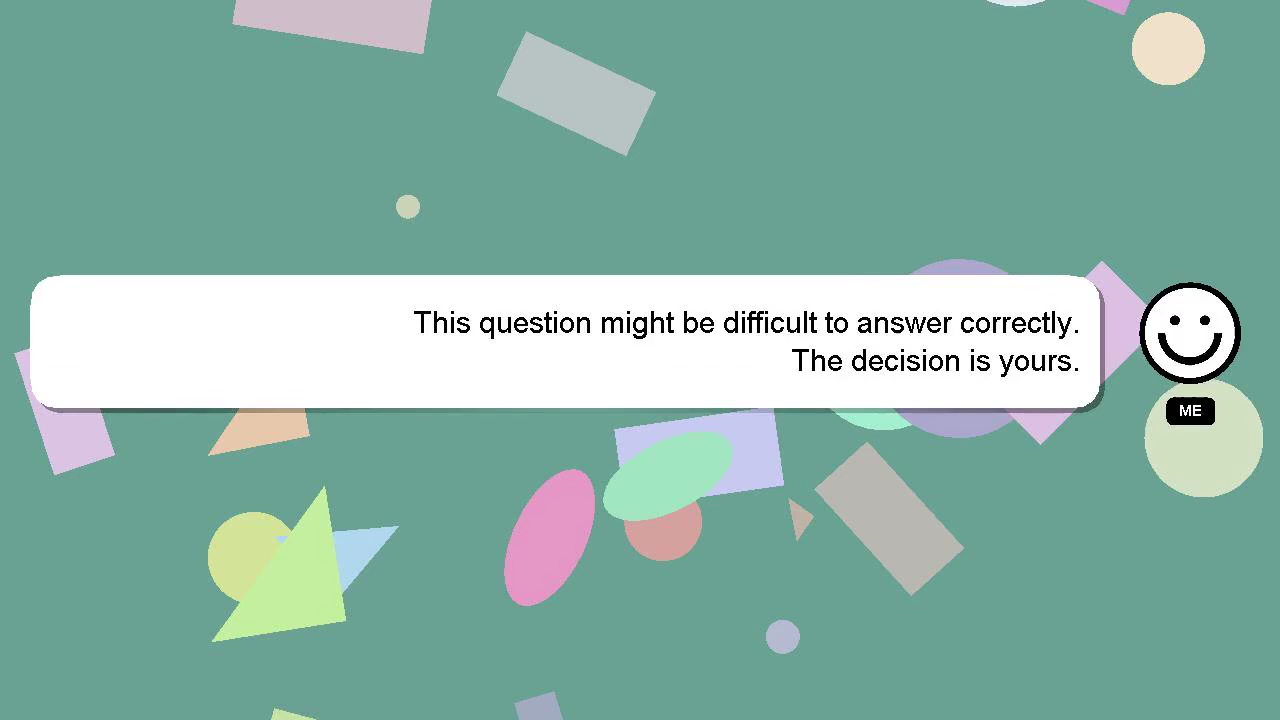 This question might be difficult to answer correctly.
The decision is yours.
ME